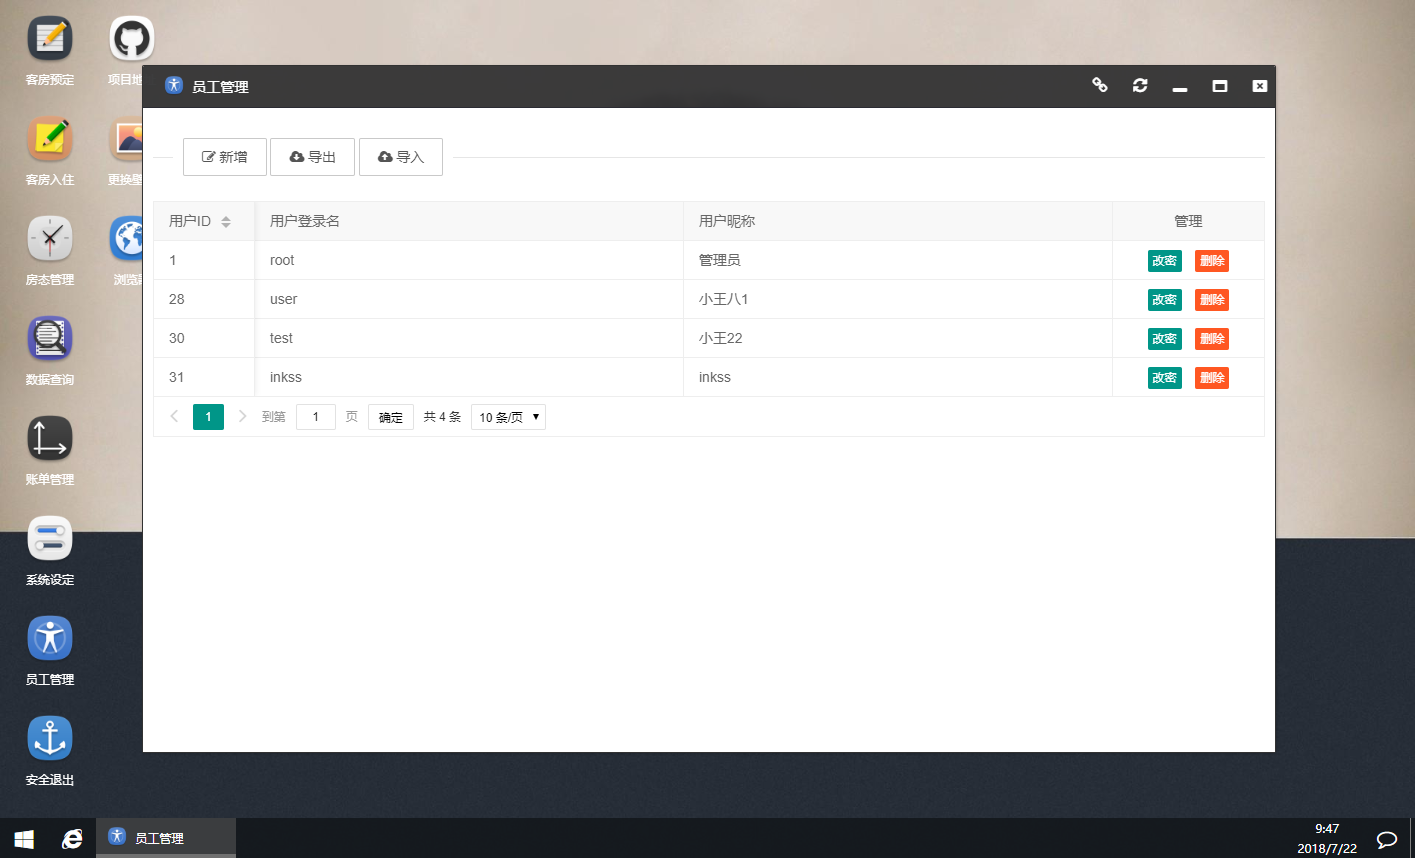 客房预定
项目地
客房入住
更换壁
房态管理
浏览器
数据查询
账单管理
系统设定
员工管理
安全退出
员工管理
新增 导出 导入
用户ID 用户登录名 用户昵称 管理
1 root 管理员 改密 删除
28 user 小王八1 改密 删除
30 test 小王22 改密 删除
31 inkss inkss 改密 删除
1 到第 1 页 确定 共 4 条 10 条/页
员工管理
9:47
2018/7/22